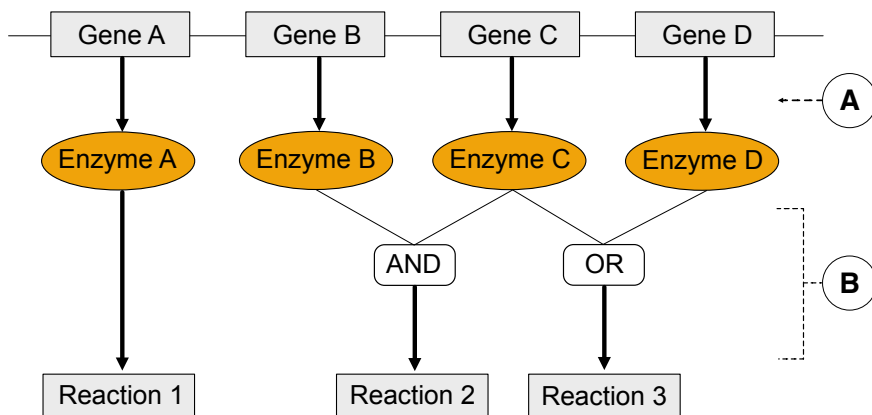 Gene A
Gene B
Gene C
Gene D
A
Enzyme A
Enzyme B
Enzyme C
Enzyme D
AND
OR
B
Reaction 1
Reaction 2
Reaction 3